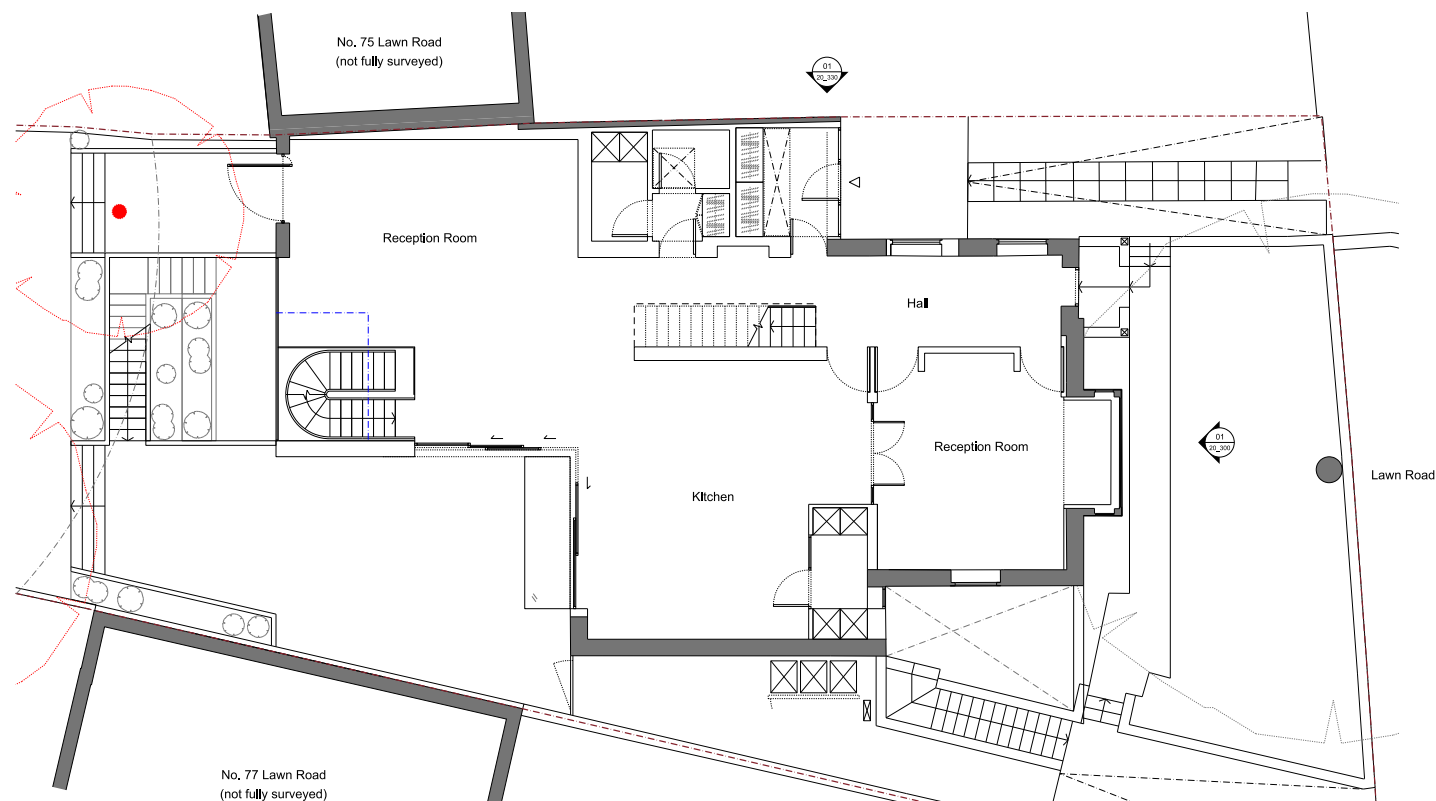 No. 75 Lawn Road
(not fully surveyed)
01
20_330
Reception Room
Hall
Reception Room
01
20_300
Lawn Road
Kitchen
No. 77 Lawn Road
(not fully surveyed)